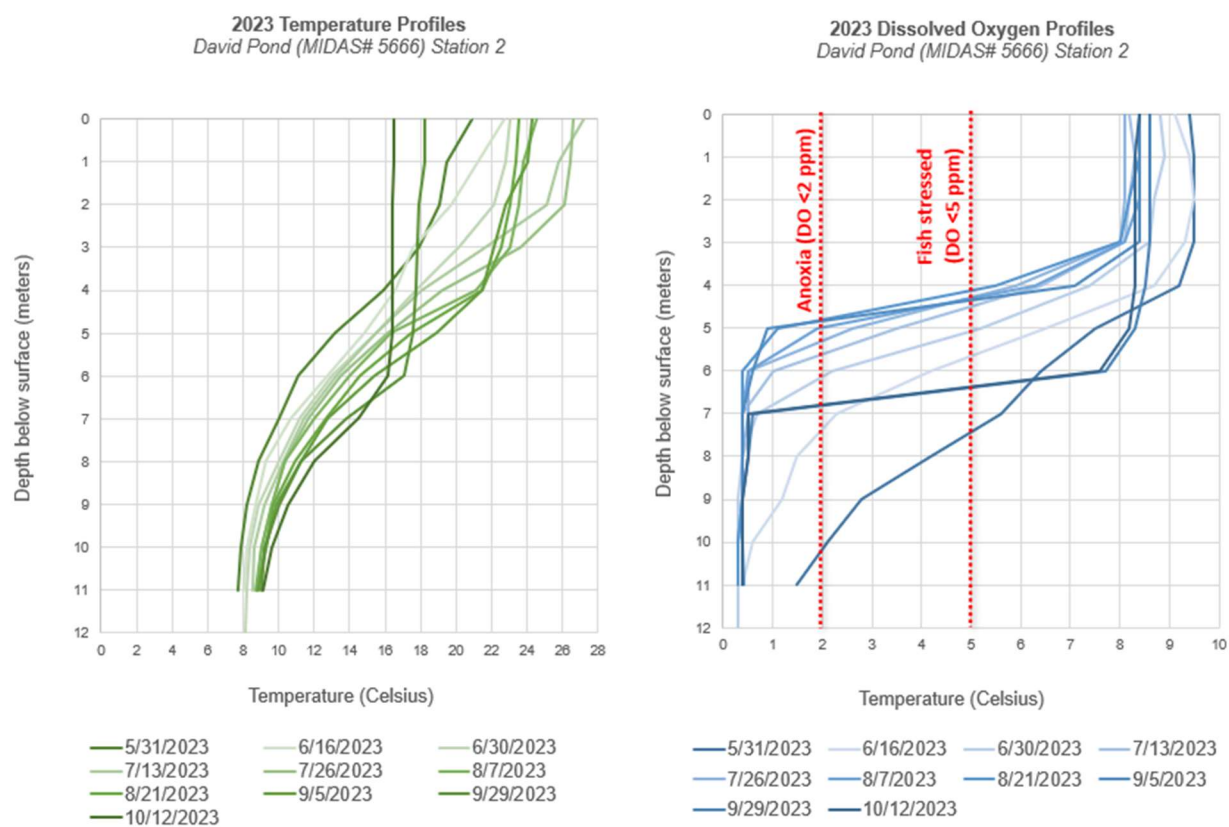 2023 Temperature Profiles
David Pond (MIDAS# 5666) Station 2
0
1
2
3
4
5
6
7
8
9
10
11
12
Depth below surface (meters)
0 2 4 6 8 10 12 14 16 18 20 22 24 26 28
Temperature (Celsius)
5/31/2023 6/16/2023 6/30/2023
7/13/2023 7/26/2023 8/7/2023
8/21/2023 9/5/2023 9/29/2023
10/12/2023
2023 Dissolved Oxygen Profiles
David Pond (MIDAS# 5666) Station 2
0
1
2
3
4
5
6
7
8
9
10
11
12
Depth below surface (meters)
Anoxia (DO <2 ppm)
Fish stressed
(DO <5 ppm)
0 1 2 3 4 5 6 7 8 9 10
Temperature (Celsius)
5/31/2023 6/16/2023 6/30/2023 7/13/2023
7/26/2023 8/7/2023 8/21/2023 9/5/2023
9/29/2023 10/12/2023